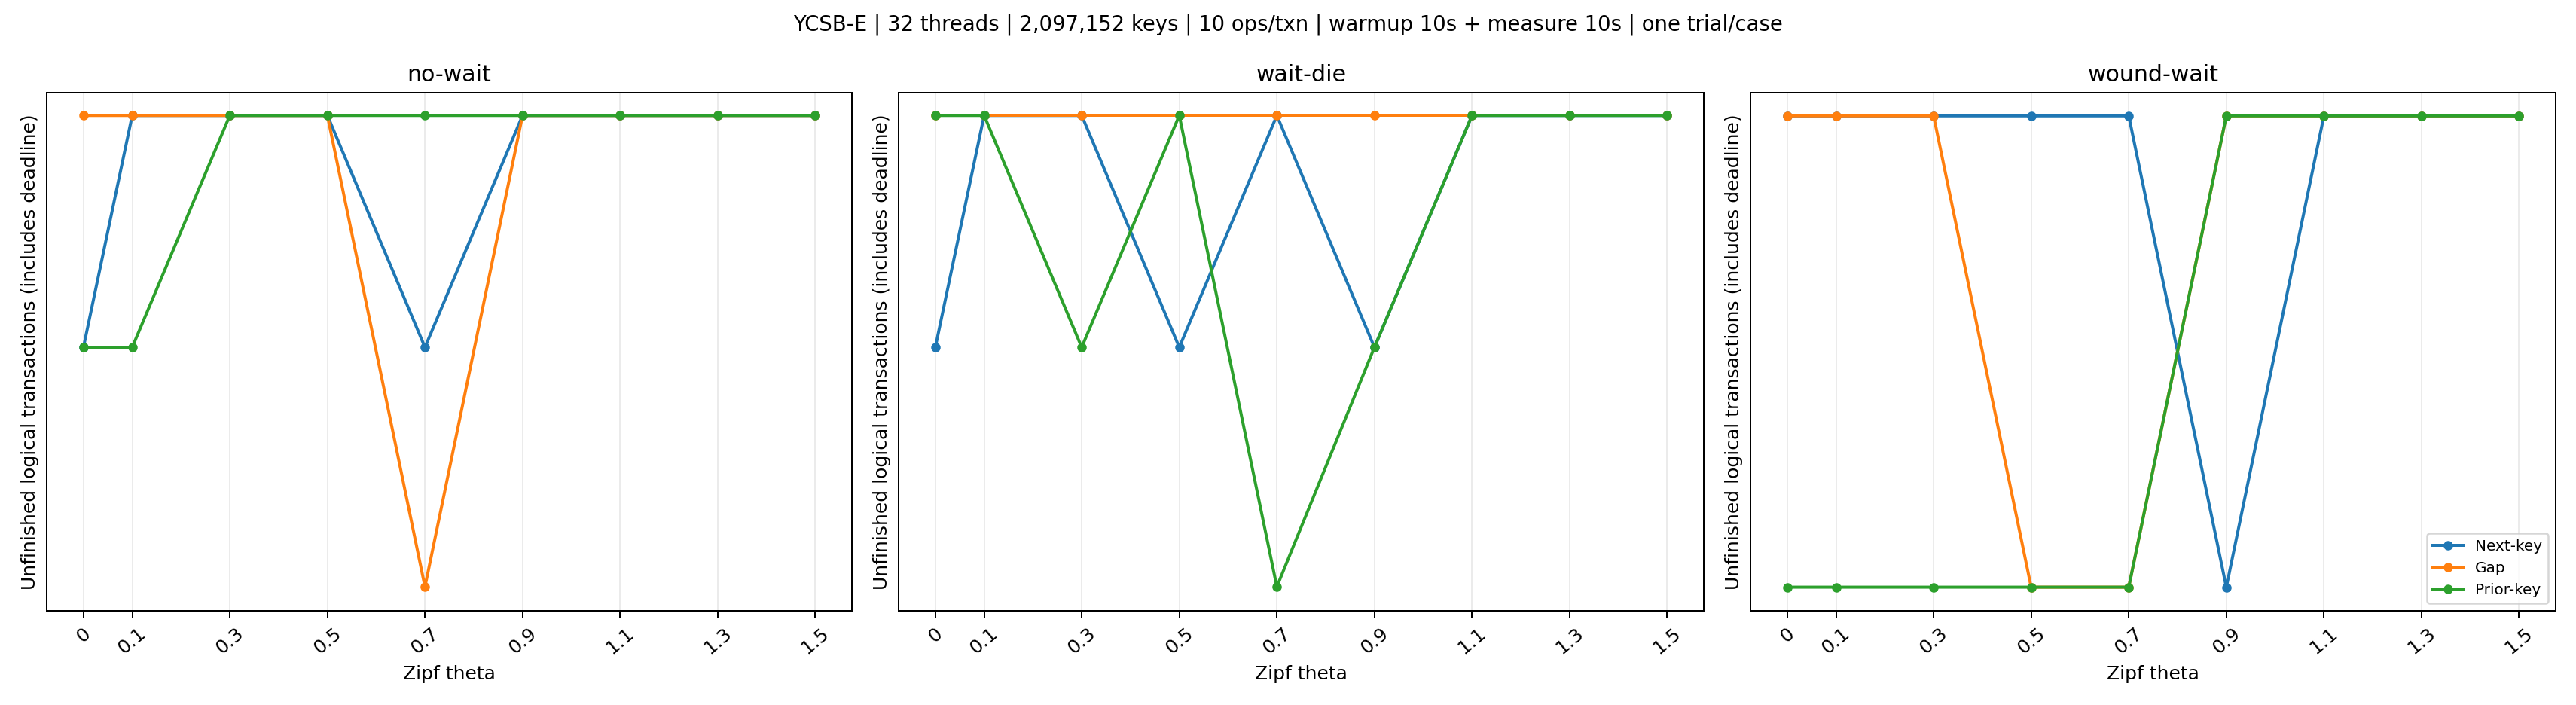 YCSB-E | 32 threads | 2,097,152 keys | 10 ops/txn | warmup 10s + measure 10s | one trial/case
no-wait
Unfinished logical transactions (includes deadline)
0 0.1 0.3 0.5 0.7 0.9 1.1 1.3 1.5
Zipf theta
wait-die
Unfinished logical transactions (includes deadline)
0 0.1 0.3 0.5 0.7 0.9 1.1 1.3 1.5
Zipf theta
wound-wait
Unfinished logical transactions (includes deadline)
Next-key
Gap
Prior-key
0 0.1 0.3 0.5 0.7 0.9 1.1 1.3 1.5
Zipf theta